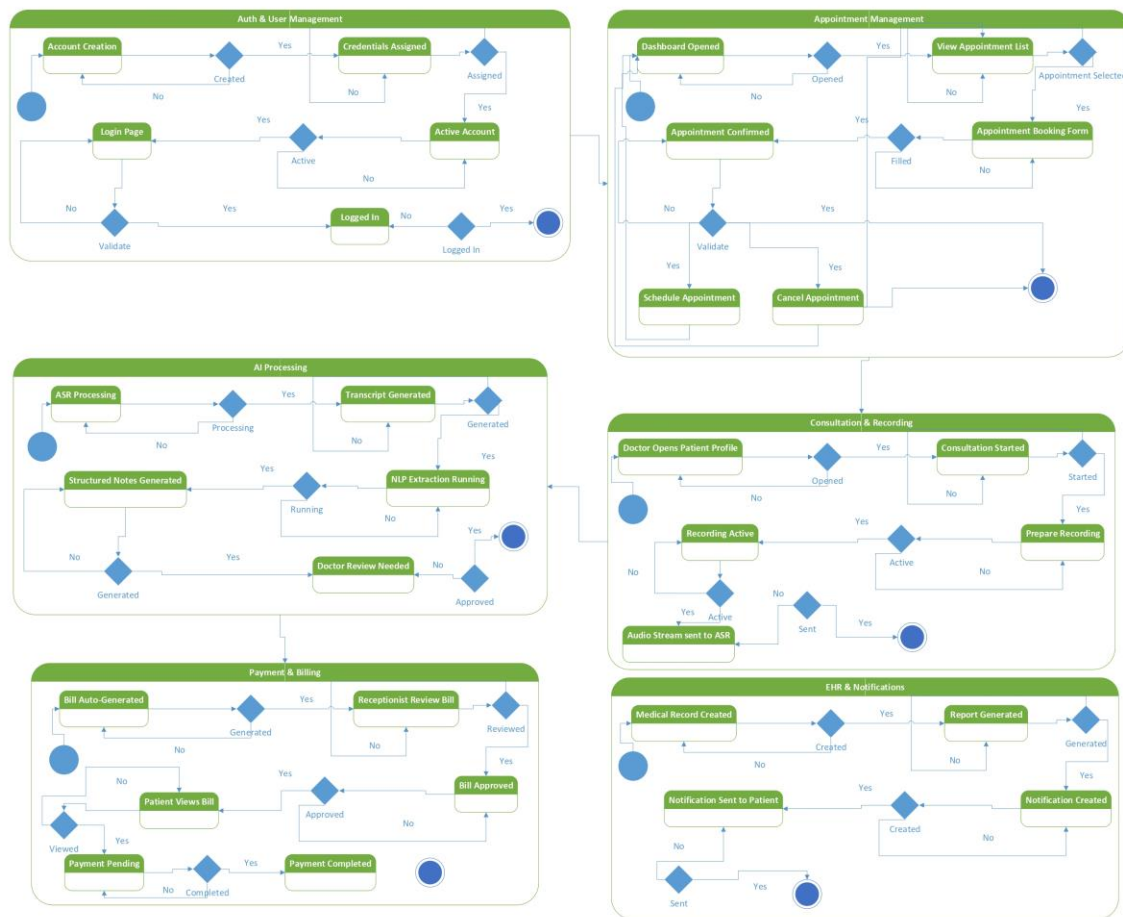 Auth & User Management
Account Creation
Yes
Credentials Assigned
Created
Assigned
No
No
Yes
Login Page
Yes
Active Account
Active
No
No
Yes
Logged In
No
Yes
Validate
Logged In
Appointment Management
Dashboard Opened
Yes
View Appointment List
Opened
Appointment Selected
No
No
Yes
Appointment Confirmed
Yes
Appointment Booking Form
Filled
No
No
Yes
Validate
Yes
Yes
Schedule Appointment
Cancel Appointment
AI Processing
ASR Processing
Yes
Transcript Generated
Processing
Generated
No
No
Yes
Structured Notes Generated
Yes
NLP Extraction Running
Running
No
Yes
No
Yes
Doctor Review Needed
No
Generated
Approved
Consultation & Recording
Doctor Opens Patient Profile
Yes
Consultation Started
Opened
Started
No
No
Yes
Recording Active
Yes
Prepare Recording
Active
No
No
No
Active
Yes
Sent
Yes
Audio Stream sent to ASR
Payment & Billing
Bill Auto-Generated
Yes
Receptionist Review Bill
Generated
Reviewed
No
No
Yes
No
Yes
Bill Approved
Patient Views Bill
Approved
No
Viewed
Yes
Payment Pending
Yes
Payment Completed
No
Completed
EHR & Notifications
Medical Record Created
Yes
Report Generated
Created
Generated
No
No
Yes
Notification Sent to Patient
Yes
Notification Created
Created
No
No
Yes
Sent